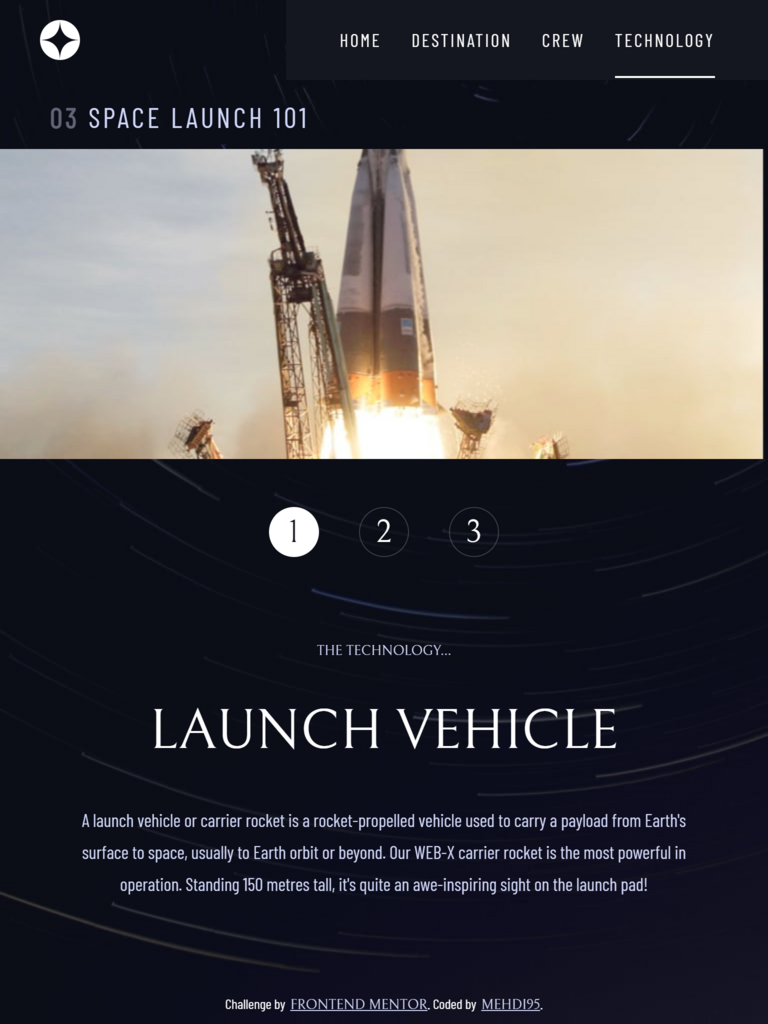 HOME DESTINATION CREW TECHNOLOGY
03 SPACE LAUNCH 101
1 2 3
THE TECHNOLOGY...
LAUNCH VEHICLE
A launch vehicle or carrier rocket is a rocket-propelled vehicle used to carry a payload from Earth's
surface to space, usually to Earth orbit or beyond. Our WEB-X carrier rocket is the most powerful in
operation. Standing 150 metres tall, it's quite an awe-inspiring sight on the launch pad!
Challenge by FRONTEND MENTOR. Coded by MEHDI95.